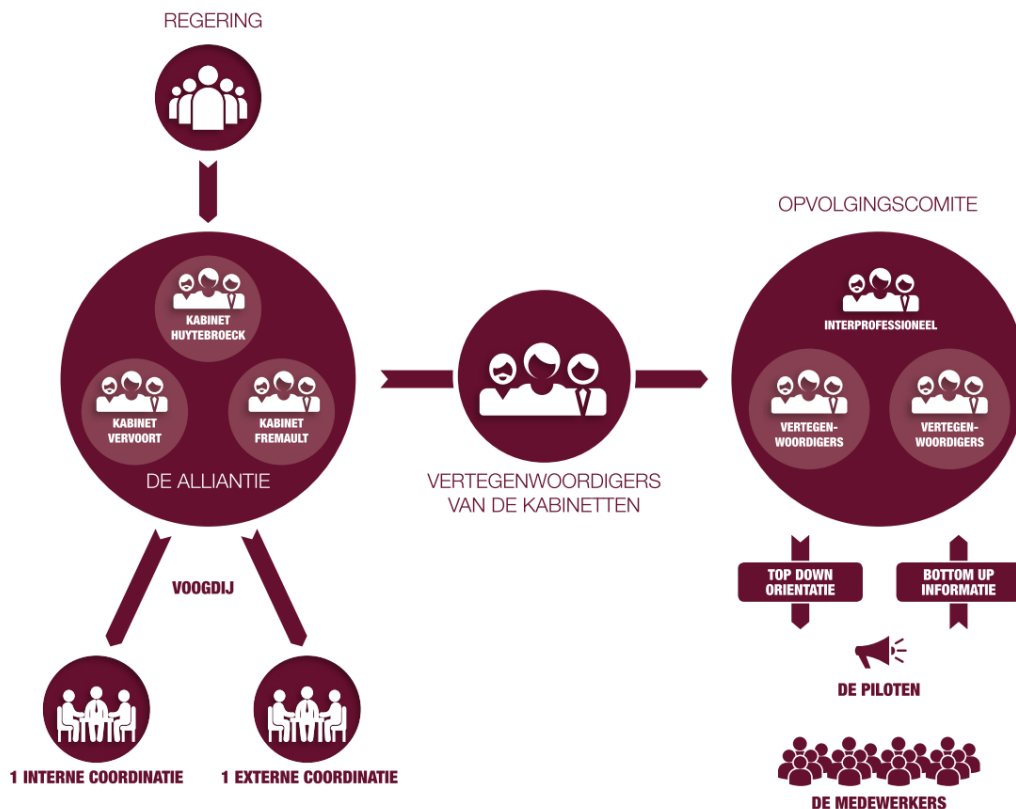 REGERING
OPVOLGINGSCOMITE
KABINET
HUYTEBROECK
KABINET
VERVOORT
KABINET
FREMAULT
DE ALLIANTIE
VERTEGENWOORDIGERS
VAN DE KABINETTEN
INTERPROFESSIONEEL
VERTEGEN-
WOORDIGERS
VERTEGEN-
WOORDIGERS
VOOGDIJ
1 INTERNE COORDINATIE
1 EXTERNE COORDINATIE
TOP DOWN
ORIENTATIE
BOTTOM UP
INFORMATIE
DE PILOTEN
DE MEDEWERKERS